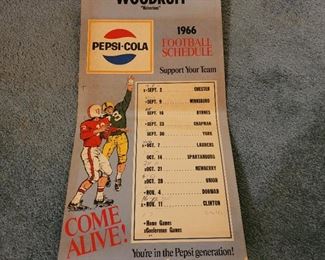 WOODRUFF
"Wolverines"
PEPSI-COLA
1966
FOOTBALL
SCHEDULE
Support Your Team
SEPT. 2 CHESTER
SEPT. 9 WINNSBORO
SEPT. 16 BYRNES
SEPT. 23 CHAPMAN
SEPT. 30 YORK
OCT. 7 LAURENS
OCT. 14 SPARTANBURG
OCT. 21 NEWBERRY
OCT. 28 UNION
NOV. 4 DORMAN
NOV. 11 CLINTON
Home Games
Conference Games
COME
ALIVE!
You're in the Pepsi generation!